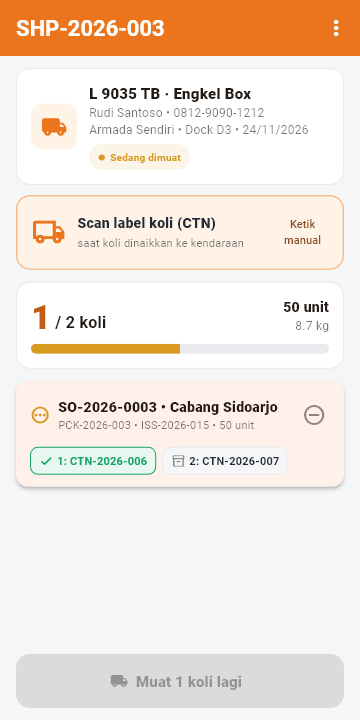 SHP-2026-003
L 9035 TB · Engkel Box
Rudi Santoso • 0812-9090-1212
Armada Sendiri • Dock D3 • 24/11/2026
Sedang dimuat
Scan label koli (CTN)
saat koli dinaikkan ke kendaraan
Ketik
manual
1 / 2 koli
50 unit
8.7 kg
SO-2026-0003 • Cabang Sidoarjo
PCK-2026-003 • ISS-2026-015 • 50 unit
1: CTN-2026-006
2: CTN-2026-007
Muat 1 koli lagi